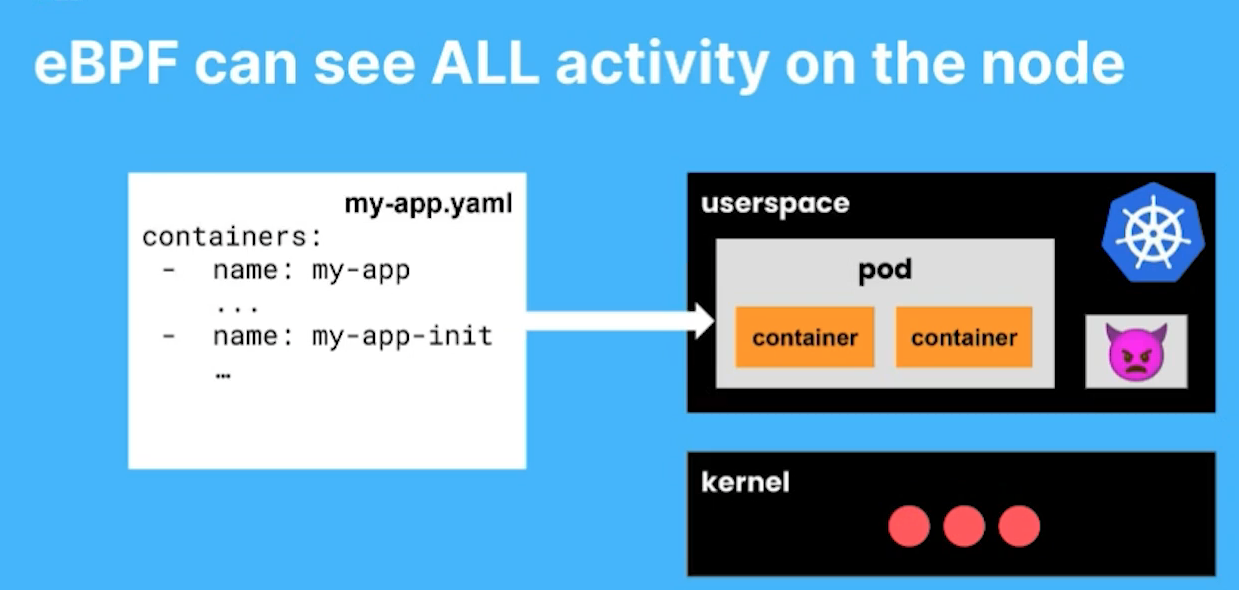 eBPF can see ALL activity on the node
my-app.yaml
containers:
- name: my-app
...
- name: my-app-init
…
userspace
pod
container
container
kernel